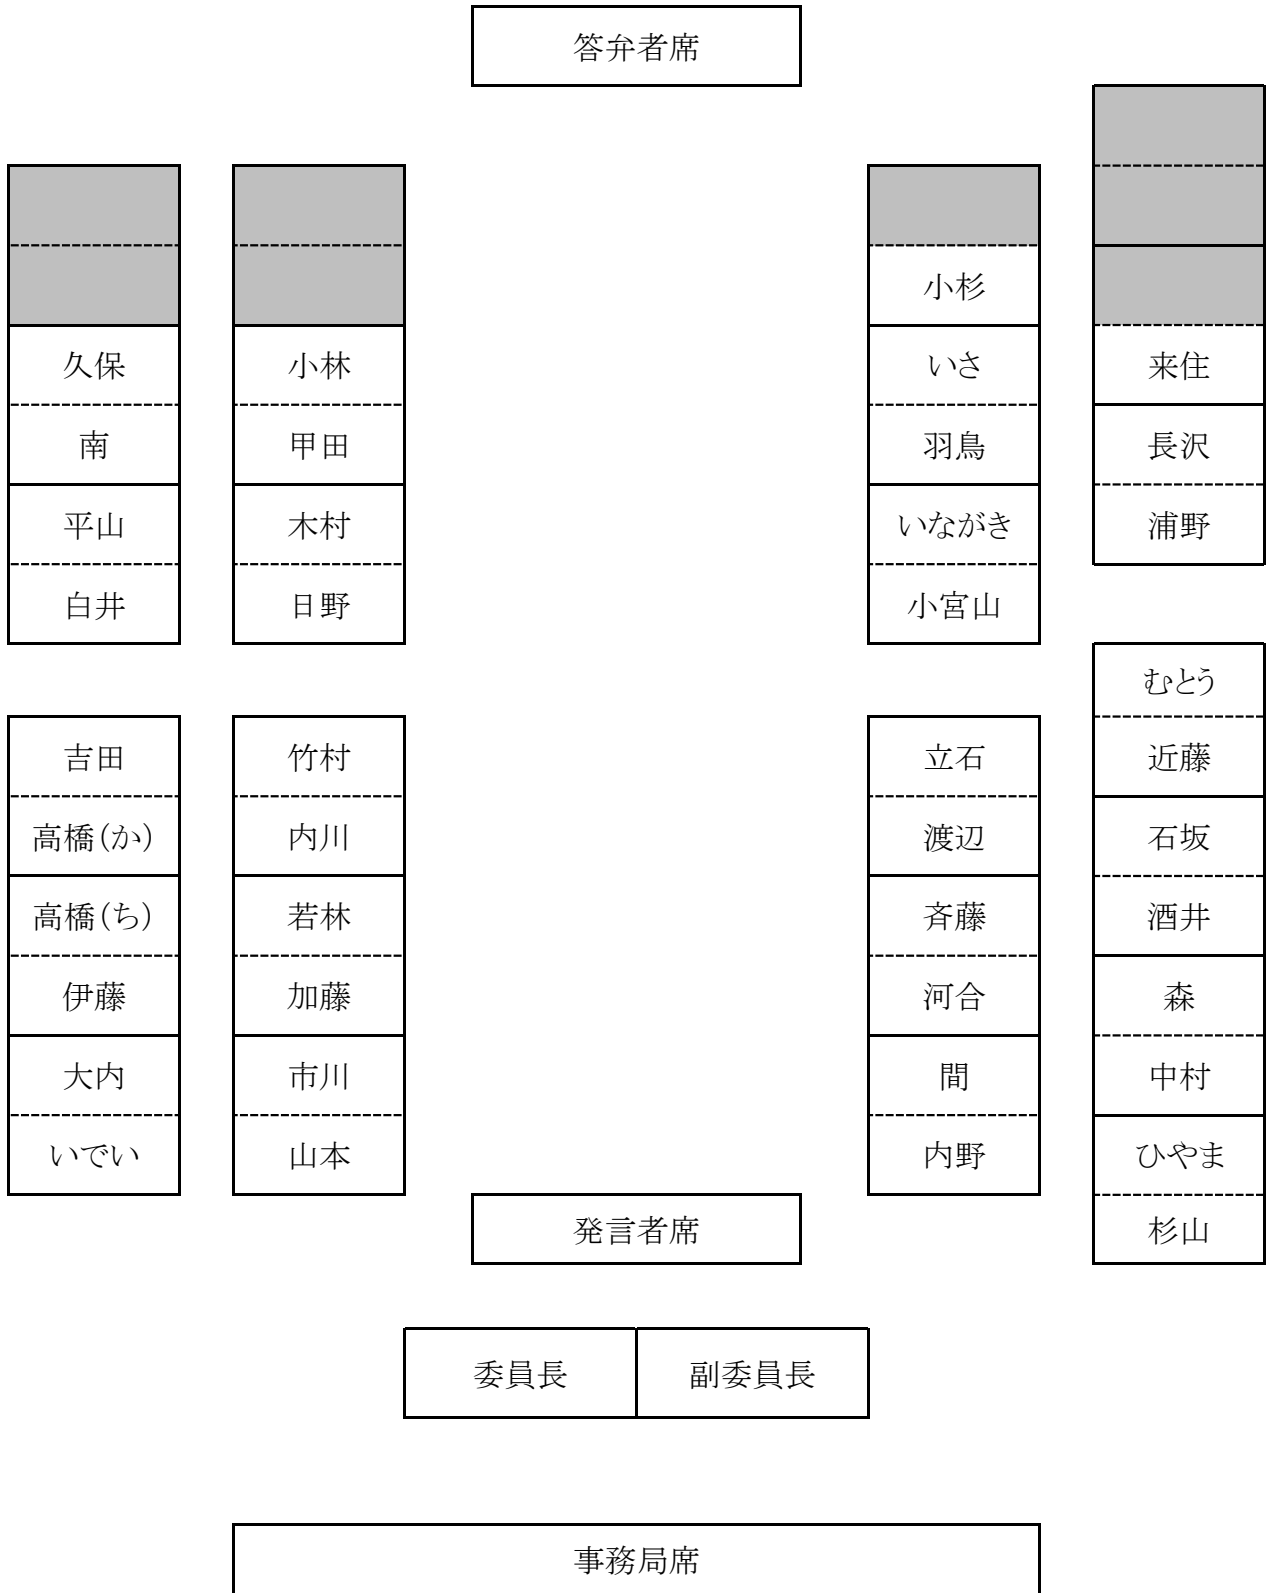 答弁者席
小杉
久保
小林
いさ
来住
南
甲田
羽鳥
長沢
平山
木村
いながき
浦野
白井
日野
小宮山
むとう
吉田
竹村
立石
近藤
高橋(か)
内川
渡辺
石坂
高橋(ち)
若林
斉藤
酒井
伊藤
加藤
河合
森
大内
市川
間
中村
いでい
山本
内野
ひやま
発言者席
杉山
委員長
副委員長
事務局席